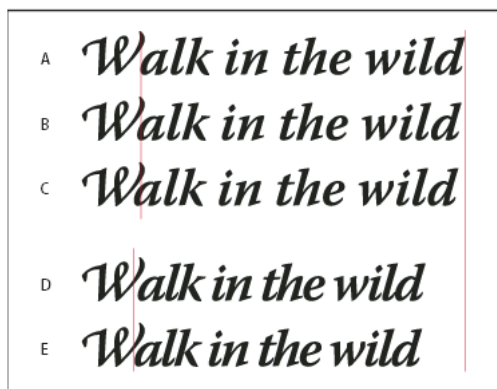 A Walk in the wild
B Walk in the wild
C Walk in the wild
D Walk in the wild
E Walk in the wild